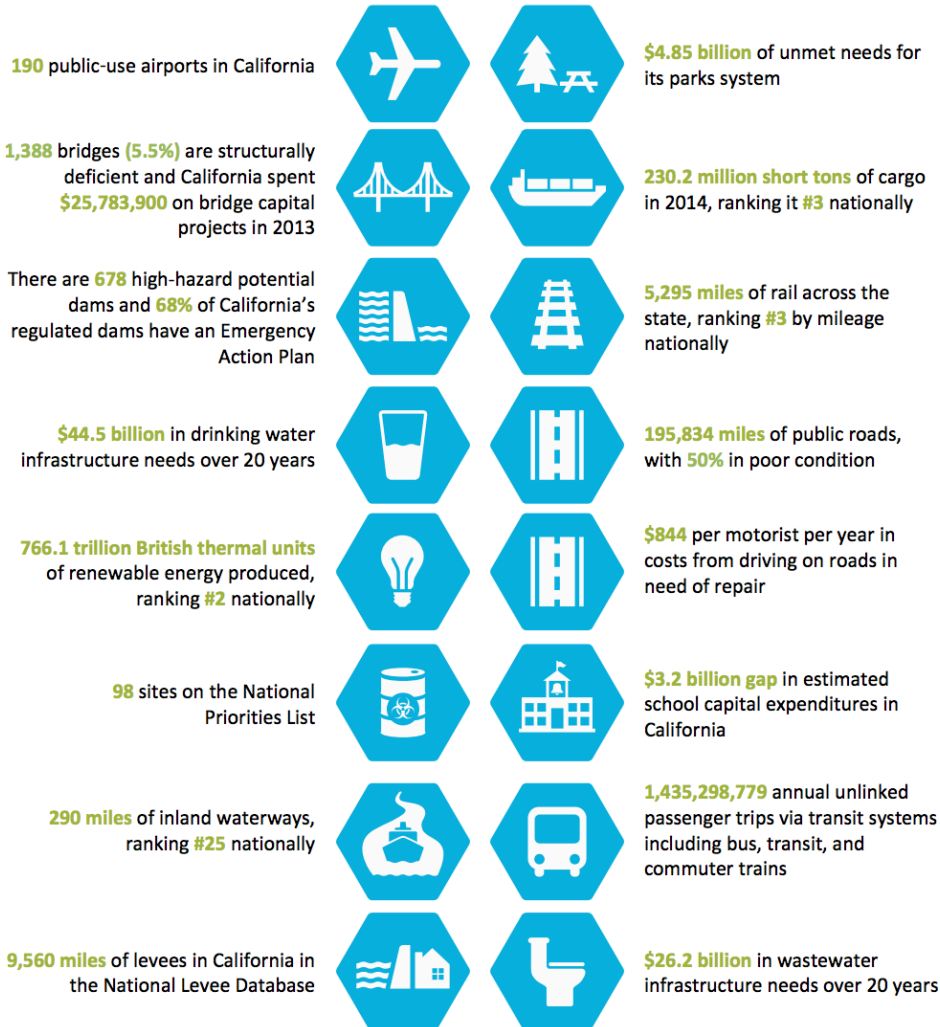 190 public-use airports in California
$4.85 billion of unmet needs for
its parks system
1,388 bridges (5.5%) are structurally
deficient and California spent
$25,783,900 on bridge capital
projects in 2013
230.2 million short tons of cargo
in 2014, ranking it #3 nationally
There are 678 high-hazard potential
dams and 68% of California’s
regulated dams have an Emergency
Action Plan
5,295 miles of rail across the
state, ranking #3 by mileage
nationally
$44.5 billion in drinking water
infrastructure needs over 20 years
195,834 miles of public roads,
with 50% in poor condition
766.1 trillion British thermal units
of renewable energy produced,
ranking #2 nationally
$844 per motorist per year in
costs from driving on roads in
need of repair
98 sites on the National
Priorities List
$3.2 billion gap in estimated
school capital expenditures in
California
290 miles of inland waterways,
ranking #25 nationally
1,435,298,779 annual unlinked
passenger trips via transit systems
including bus, transit, and
commuter trains
9,560 miles of levees in California in
the National Levee Database
$26.2 billion in wastewater
infrastructure needs over 20 years